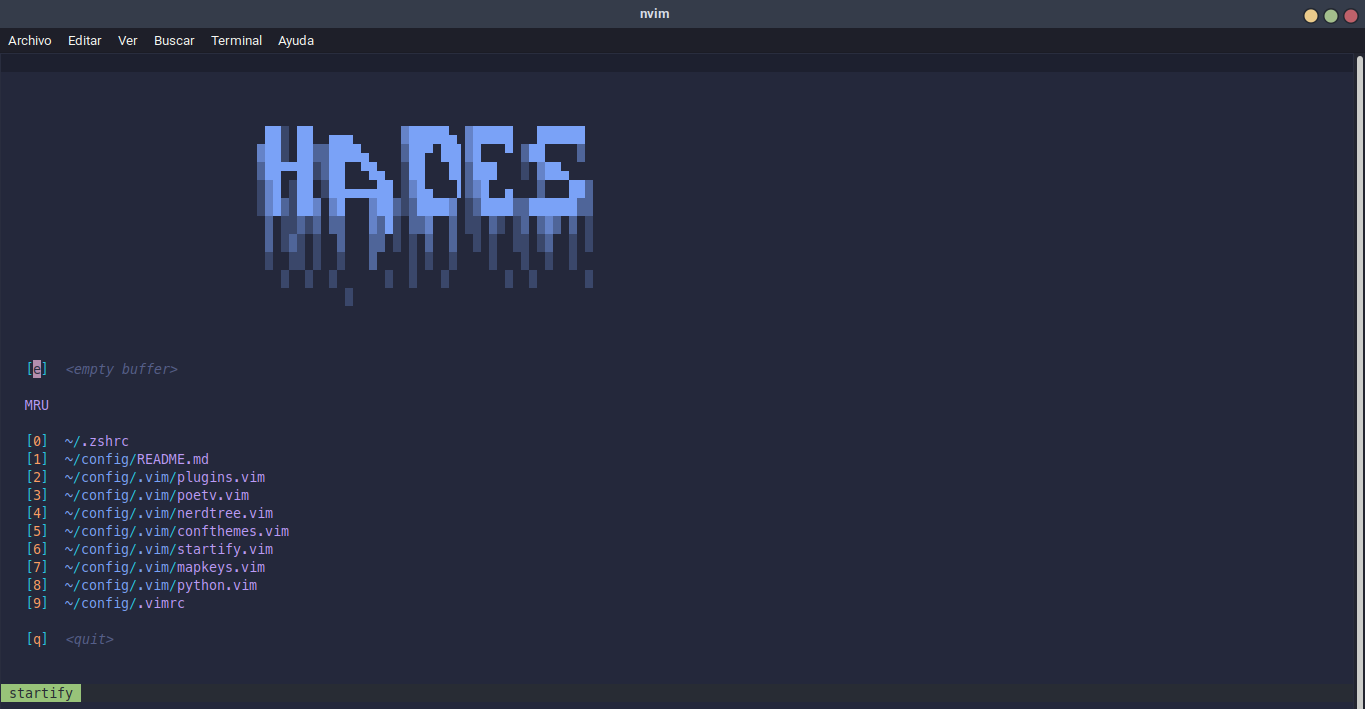 nvim
Archivo Editar Ver Buscar Terminal Ayuda
HADES
[e] <empty buffer>
MRU
[0] ~/.zshrc
[1] ~/config/README.md
[2] ~/config/.vim/plugins.vim
[3] ~/config/.vim/poetv.vim
[4] ~/config/.vim/nerdtree.vim
[5] ~/config/.vim/confthemes.vim
[6] ~/config/.vim/startify.vim
[7] ~/config/.vim/mapkeys.vim
[8] ~/config/.vim/python.vim
[9] ~/config/.vimrc
[q] <quit>
startify